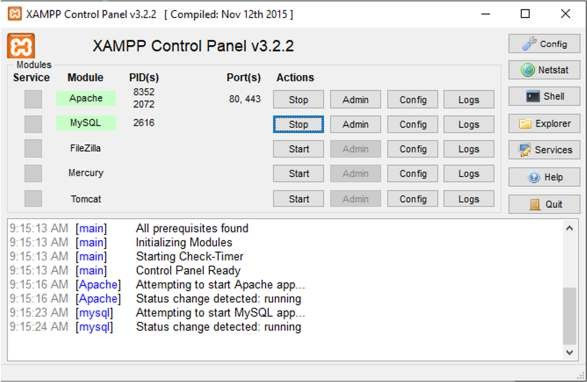 XAMPP Control Panel v3.2.2 [ Compiled: Nov 12th 2015 ]
XAMPP Control Panel v3.2.2
Config
Modules
Service Module PID(s) Port(s) Actions
Netstat
Apache 8352 2072 80, 443 Stop Admin Config Logs
Shell
MySQL 2616 Stop Admin Config Logs
Explorer
FileZilla Start Admin Config Logs
Services
Mercury Start Admin Config Logs
Help
Tomcat Start Admin Config Logs
Quit
9:15:13 AM [main] All prerequisites found
9:15:13 AM [main] Initializing Modules
9:15:13 AM [main] Starting Check-Timer
9:15:13 AM [main] Control Panel Ready
9:15:16 AM [Apache] Attempting to start Apache app...
9:15:16 AM [Apache] Status change detected: running
9:15:23 AM [mysql] Attempting to start MySQL app...
9:15:24 AM [mysql] Status change detected: running